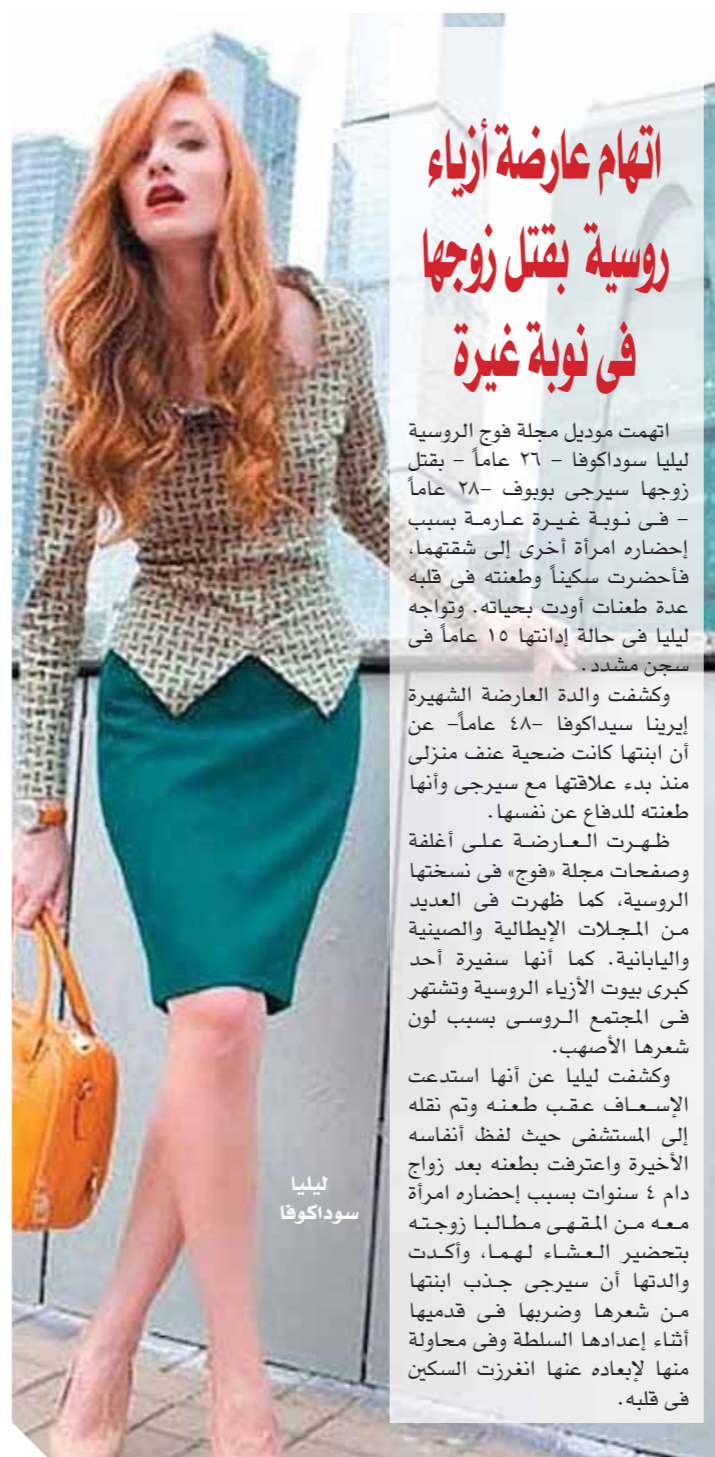 اتهام عارضة أزياء
روسية بقتل زوجها
فى نوبة غيرة
اتهمت موديل مجلة فوج الروسية
ليليا سوداكوفا - ٢٦ عاماً - بقتل
زوجها سيرجى بوبوف -٢٨ عاماً
- فى نوبة غيرة عارمة بسبب
إحضاره امرأة أخرى إلى شقتهما،
فأحضرت سكيناً وطعنته فى قلبه
عدة طعنات أودت بحياته. وتواجه
ليليا فى حالة إدانتها ١٥ عاماً فى
سجن مشدد.
وكشفت والدة العارضة الشهيرة
إيرينا سيداكوفا -٤٨ عاماً- عن
أن ابنتها كانت ضحية عنف منزلى
منذ بدء علاقتها مع سيرجى وأنها
طعنته للدفاع عن نفسها.
ظهرت العارضة على أغلفة
وصفحات مجلة «فوج» فى نسختها
الروسية، كما ظهرت فى العديد
من المجلات الإيطالية والصينية
واليابانية. كما أنها سفيرة أحد
كبرى بيوت الأزياء الروسية وتشتهر
فى المجتمع الروسى بسبب لون
شعرها الأصهب.
وكشفت ليليا عن أنها استدعت
الإسعاف عقب طعنه وتم نقله
إلى المستشفى حيث لفظ أنفاسه
الأخيرة واعترفت بطعنه بعد زواج
دام ٤ سنوات بسبب إحضاره امرأة
معه من المقهى مطالبا زوجته
بتحضير العشاء لهما، وأكدت
والدتها أن سيرجى جذب ابنتها
من شعرها وضربها فى قدميها
أثناء إعدادها السلطة وفى محاولة
منها لإبعاده عنها انغرزت السكين
فى قلبه.
ليليا
سوداكوفا